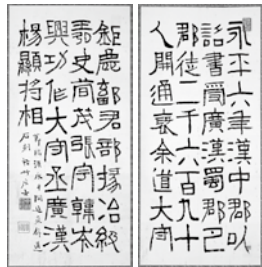 永平六年漢中郡以
詔書受廣漢蜀郡巴
郡徒二千六百九十
人開通褒余道大守
鉅鹿鄐君部掾冶級
史荀茂張宇韓岑
興功作大守丞廣漢
楊顯將相